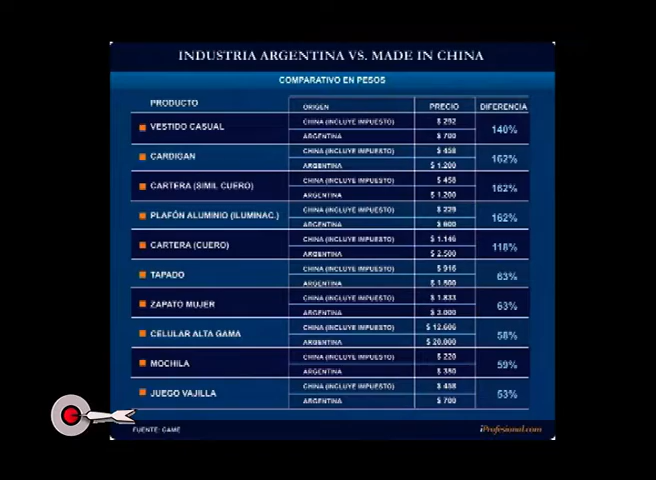 INDUSTRIA ARGENTINA VS. MADE IN CHINA
COMPARATIVO EN PESOS
PRODUCTO ORIGEN PRECIO DIFERENCIA
VESTIDO CASUAL CHINA (INCLUYE IMPUESTO) $ 292 140%
ARGENTINA $ 700
CARDIGAN CHINA (INCLUYE IMPUESTO) $ 458 162%
ARGENTINA $ 1.200
CARTERA (SIMIL CUERO) CHINA (INCLUYE IMPUESTO) $ 458 162%
ARGENTINA $ 1.200
PLAFÓN ALUMINIO (ILUMINAC.) CHINA (INCLUYE IMPUESTO) $ 229 162%
ARGENTINA $ 600
CARTERA (CUERO) CHINA (INCLUYE IMPUESTO) $ 1.146 118%
ARGENTINA $ 2.500
TAPADO CHINA (INCLUYE IMPUESTO) $ 916 63%
ARGENTINA $ 1.500
ZAPATO MUJER CHINA (INCLUYE IMPUESTO) $ 1.833 63%
ARGENTINA $ 3.000
CELULAR ALTA GAMA CHINA (INCLUYE IMPUESTO) $ 12.606 58%
ARGENTINA $ 20.000
MOCHILA CHINA (INCLUYE IMPUESTO) $ 220 59%
ARGENTINA $ 350
JUEGO VAJILLA CHINA (INCLUYE IMPUESTO) $ 458 53%
ARGENTINA $ 700
FUENTE: CAME iProfesional.com